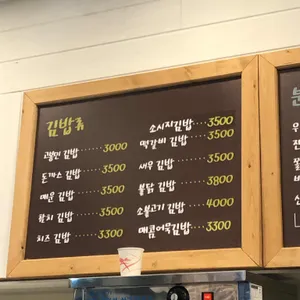 김밥류
고봉민 김밥 ······ 3000
돈까스 김밥 ······ 3500
매운 김밥 ······ 3500
참치 김밥 ······ 3500
치즈 김밥 ······ 3300
소시지김밥 ···· 3500
떡갈비 김밥 ···· 3500
새우 김밥 ······ 3500
불닭 김밥 ······ 3800
소불고기 김밥 ···· 4000
매콤어묵김밥 ···· 3300